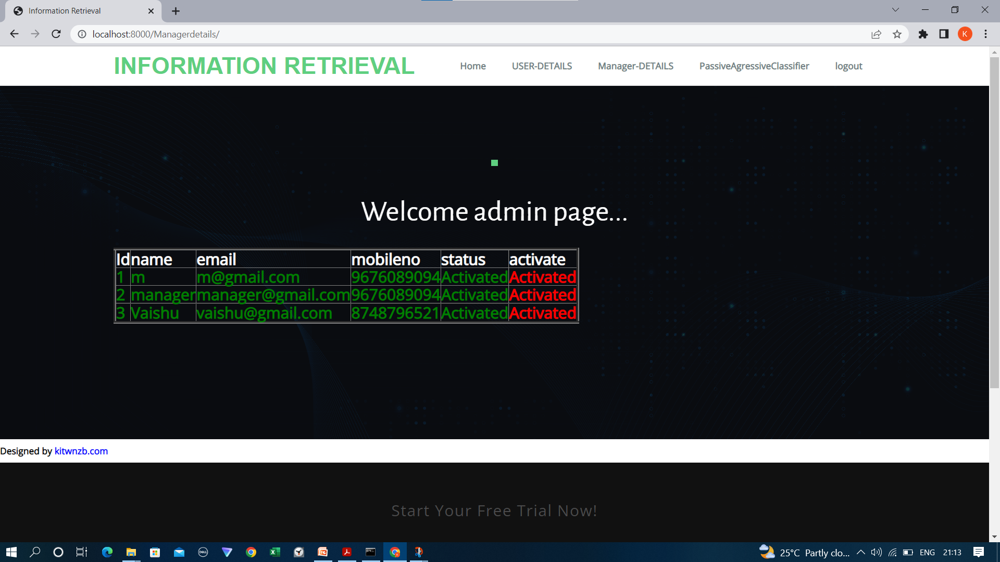 Information Retrieval
localhost:8000/Managerdetails/
K
INFORMATION RETRIEVAL Home USER-DETAILS Manager-DETAILS PassiveAgressiveClassifier logout
Welcome admin page...
Id name email mobileno status activate
1 m m@gmail.com 9676089094 Activated Activated
2 manager manager@gmail.com 9676089094 Activated Activated
3 Vaishu vaishu@gmail.com 8748796521 Activated Activated
Designed by kitwnzb.com
Start Your Free Trial Now!
DELL
25°C Partly clo... ENG 21:13